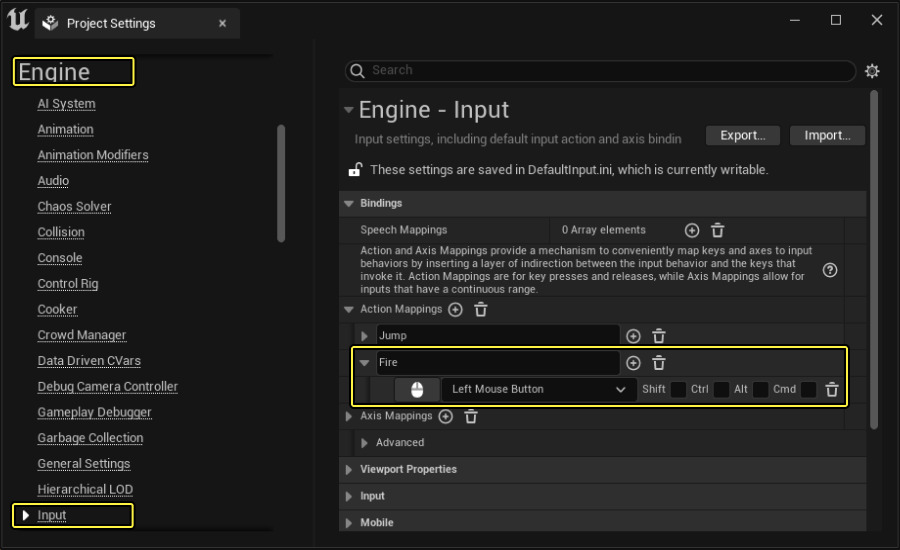 Project Settings
Engine
AI System
Animation
Animation Modifiers
Audio
Chaos Solver
Collision
Console
Control Rig
Cooker
Crowd Manager
Data Driven CVars
Debug Camera Controller
Gameplay Debugger
Garbage Collection
General Settings
Hierarchical LOD
Input
Search
Engine - Input
Input settings, including default input action and axis bindin
Export...
Import...
These settings are saved in DefaultInput.ini, which is currently writable.
Bindings
Speech Mappings
0 Array elements
Action and Axis Mappings provide a mechanism to conveniently map keys and axes to input
behaviors by inserting a layer of indirection between the input behavior and the keys that
invoke it. Action Mappings are for key presses and releases, while Axis Mappings allow for
inputs that have a continuous range.
Action Mappings
Jump
Fire
Left Mouse Button
Shift
Ctrl
Alt
Cmd
Axis Mappings
Advanced
Viewport Properties
Input
Mobile